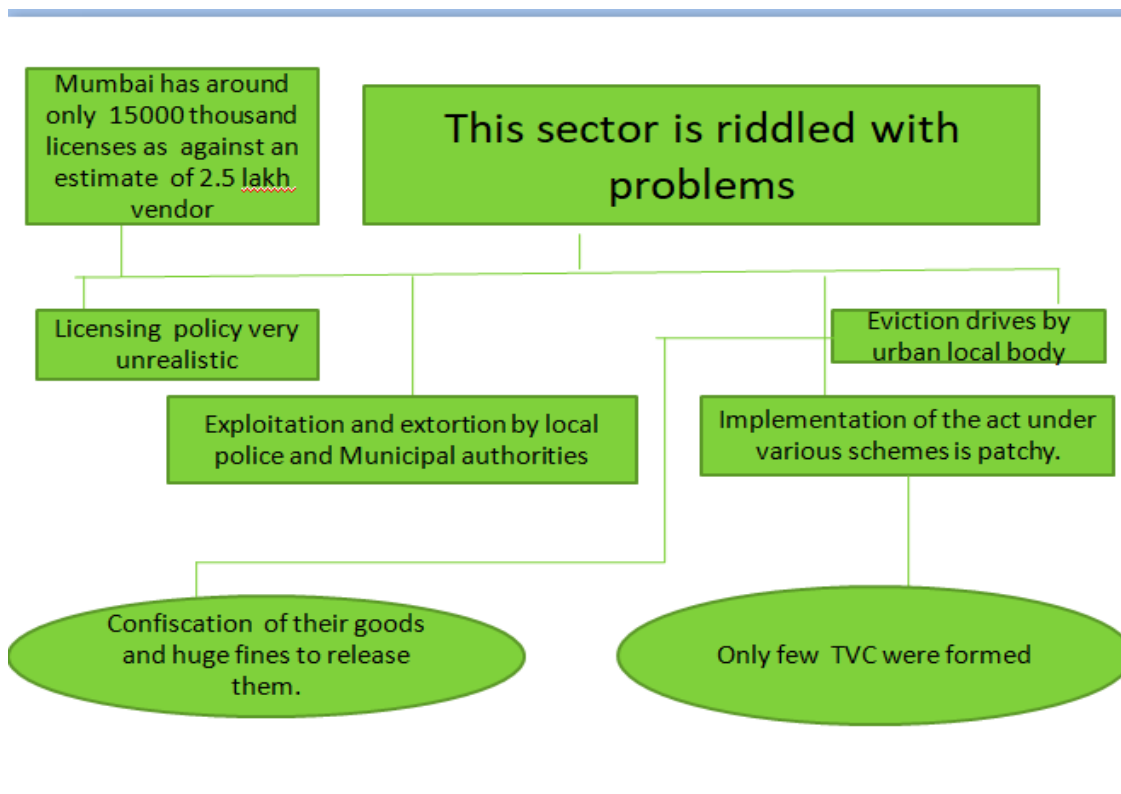 Mumbai has around
only 15000 thousand
licenses as against an
estimate of 2.5 lakh
vendor
This sector is riddled with
problems
Licensing policy very
unrealistic
Eviction drives by
urban local body
Exploitation and extortion by local
police and Municipal authorities
Implementation of the act under
various schemes is patchy.
Confiscation of their goods
and huge fines to release
them.
Only few TVC were formed